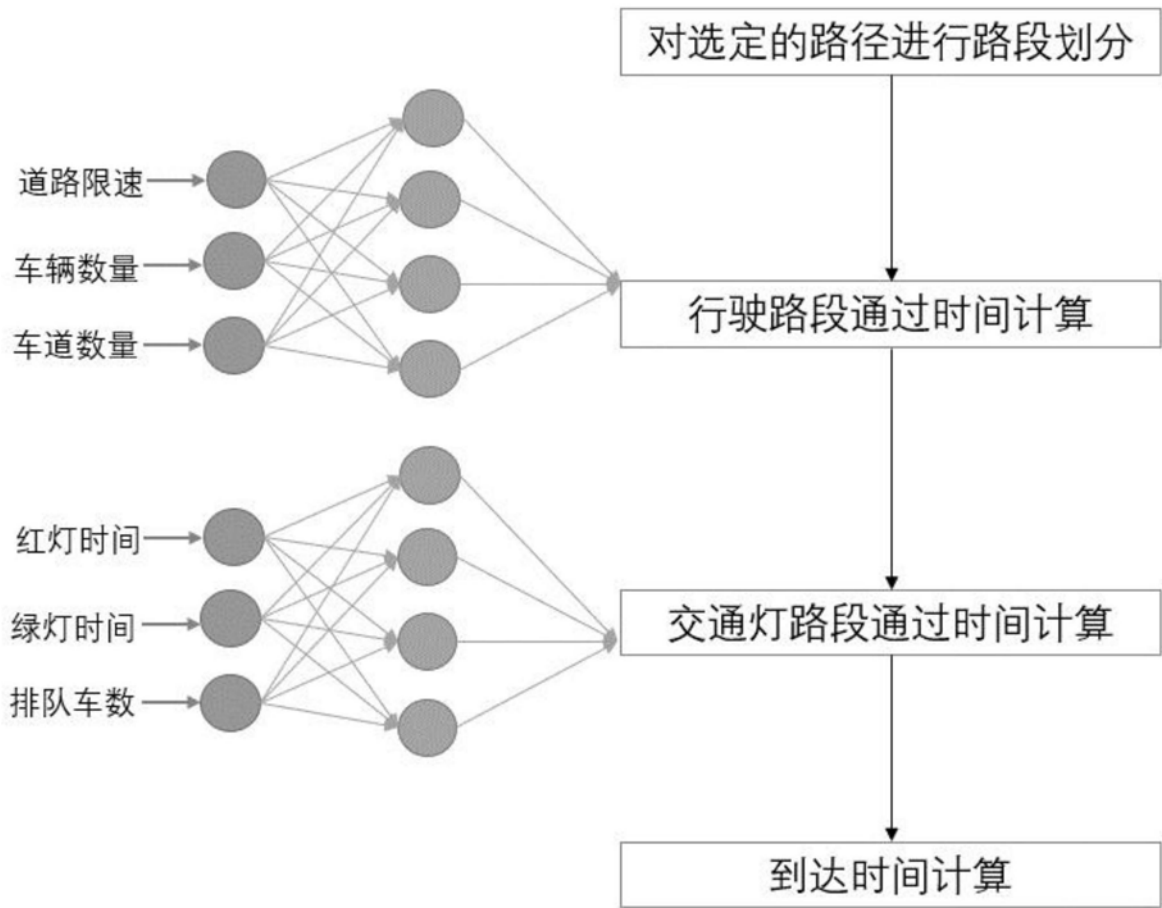 对选定的路径进行路段划分
道路限速
车辆数量
车道数量
行驶路段通过时间计算
红灯时间
绿灯时间
排队车数
交通灯路段通过时间计算
到达时间计算